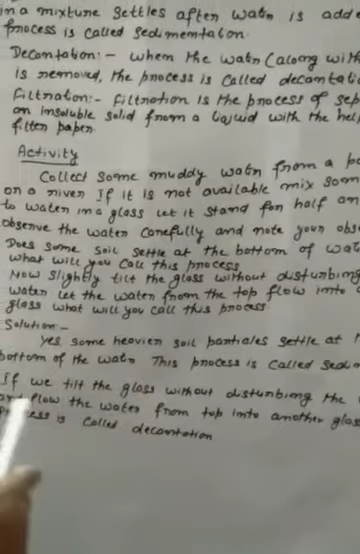 in a mixture settles after water is adde
process is called sedimentation.
Decantation:- when the water (along with
is removed, the process is called decantati
filtration:- filtration is the process of sep
an insoluble solid from a liquid with the hel
filter paper.
Activity
Collect some muddy water from a po
or a river If it is not available mix som
to water in a glass let it stand for half an
observe the water carefully and note your obs
Does some soil settle at the bottom of wat
what will you call this process
Now slightly tilt the glass without disturbing
water let the water from the top flow into a
glass what will you call this process
Solution -
Yes some heavier soil particles settle at t
bottom of the water This process is called sedi
If we tilt the glass without disturbing the
and flow the water from top into another glas
process is called decantation